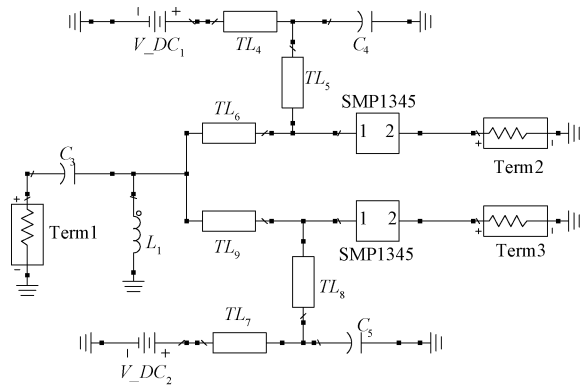 V_DC₁
TL₄
C₄
TL₅
SMP1345
TL₆
1 2
Term2
C₃
Term1
L₁
TL₉
1 2
SMP1345
Term3
TL₈
TL₇
C₅
V_DC₂